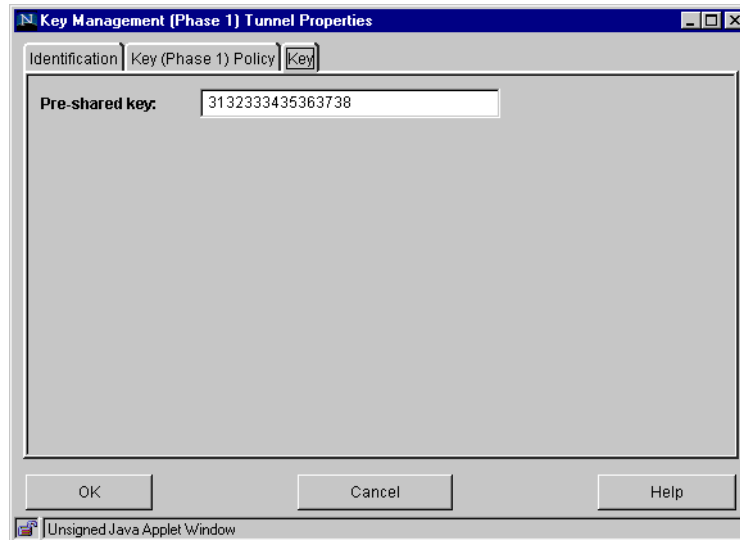 Key Management (Phase 1) Tunnel Properties
Identification Key (Phase 1) Policy Key
Pre-shared key: 3132333435363738
OK Cancel Help
Unsigned Java Applet Window